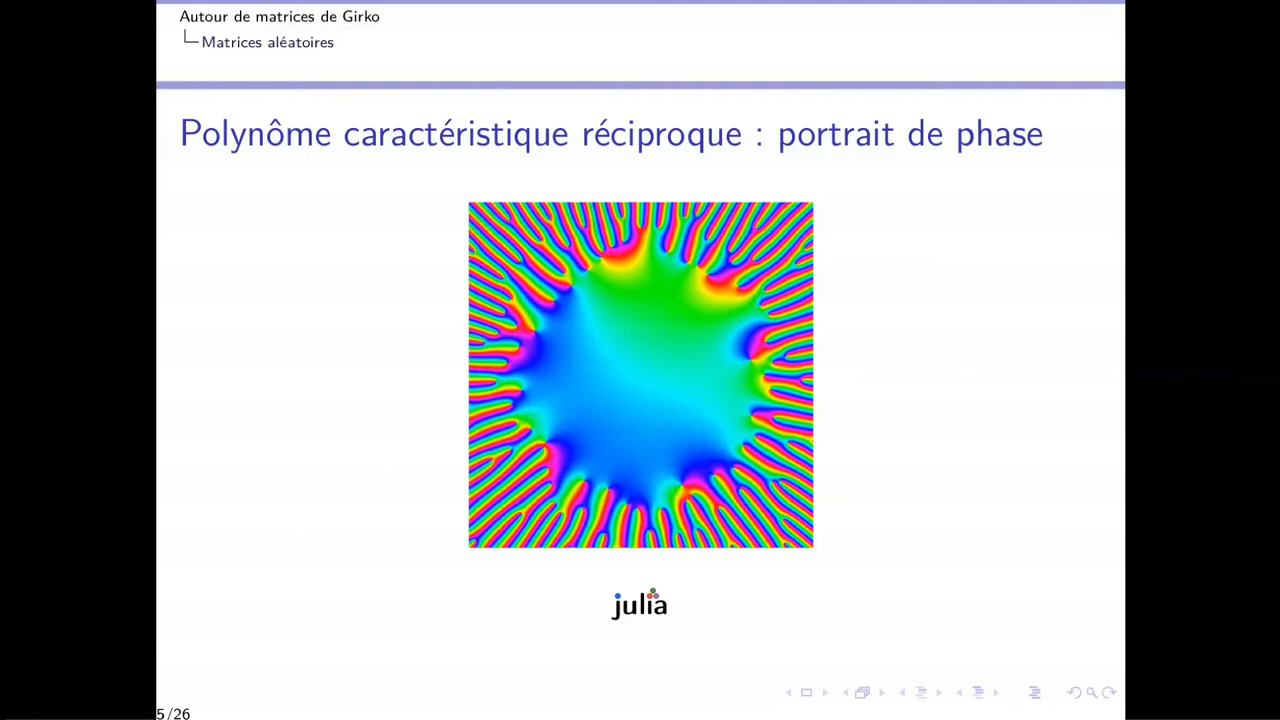 Autour de matrices de Girko
Matrices aléatoires
Polynôme caractéristique réciproque : portrait de phase
julia
5/26